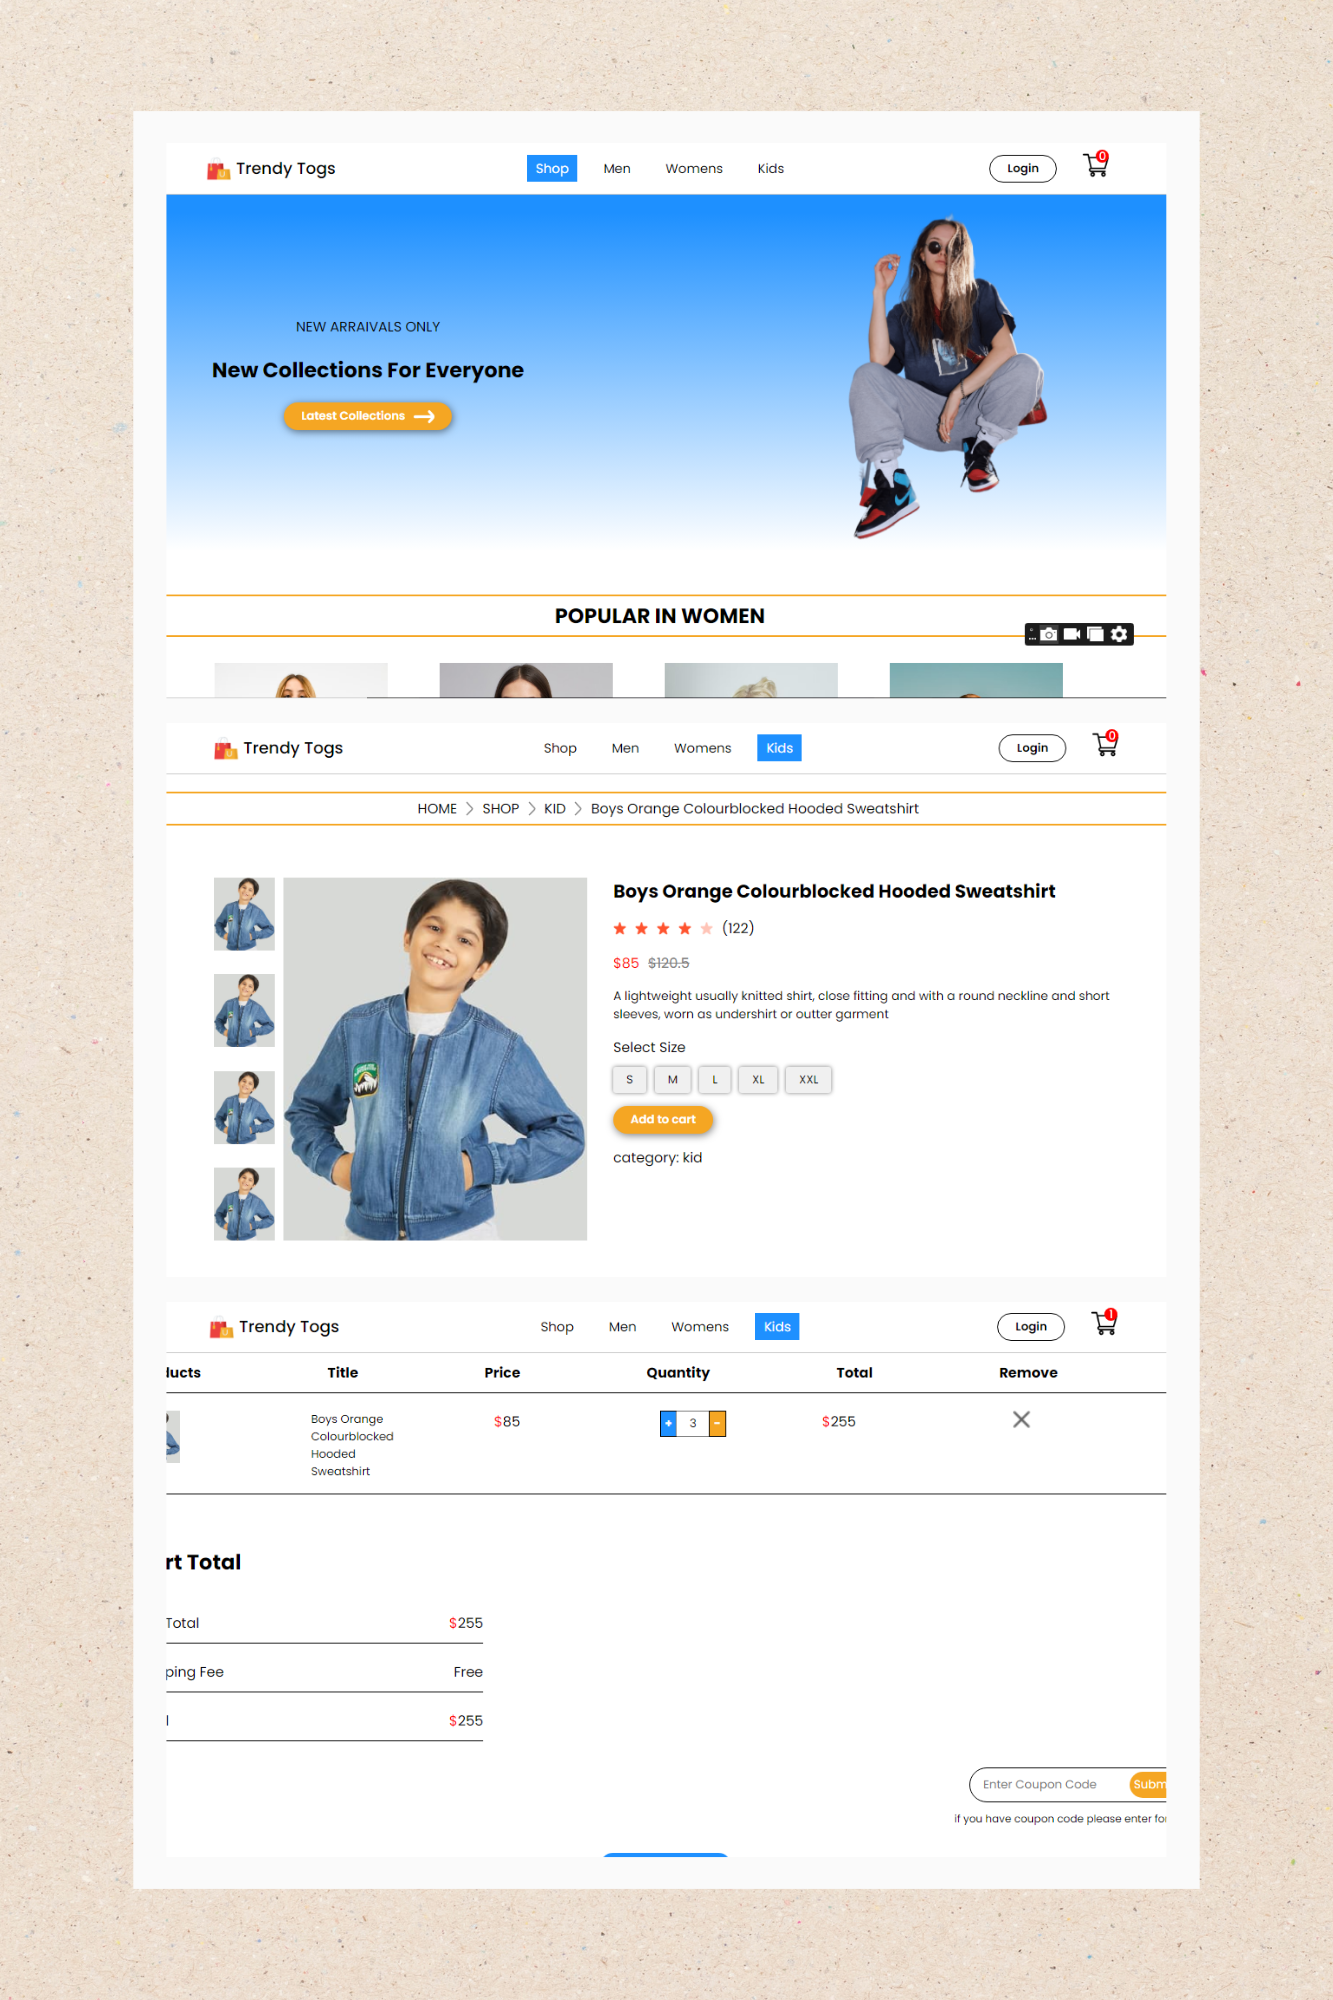 Trendy Togs
Shop Men Womens Kids
Login
0
NEW ARRAIVALS ONLY
New Collections For Everyone
Latest Collections
POPULAR IN WOMEN
Trendy Togs
Shop Men Womens Kids
Login
0
HOME SHOP KID Boys Orange Colourblocked Hooded Sweatshirt
Boys Orange Colourblocked Hooded Sweatshirt
(122)
$85 $120.5
A lightweight usually knitted shirt, close fitting and with a round neckline and short
sleeves, worn as undershirt or outter garment
Select Size
S M L XL XXL
Add to cart
category: kid
Trendy Togs
Shop Men Womens Kids
Login
1
ducts Title Price Quantity Total Remove
Boys Orange
Colourblocked
Hooded
Sweatshirt
$85
+ 3 -
$255
rt Total
Total $255
ping Fee Free
l $255
Enter Coupon Code Subm
if you have coupon code please enter for